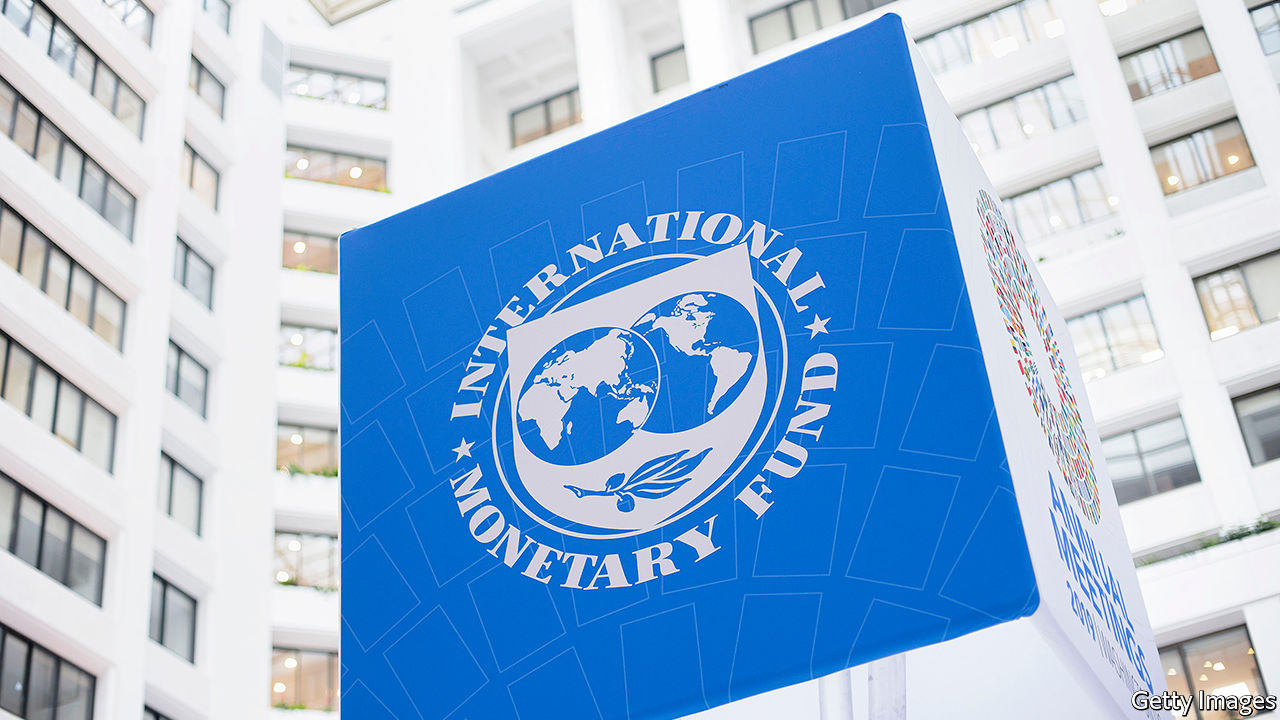 INTERNATIONAL
MONETARY FUND
ANNUAL
MEETINGS
Getty Images